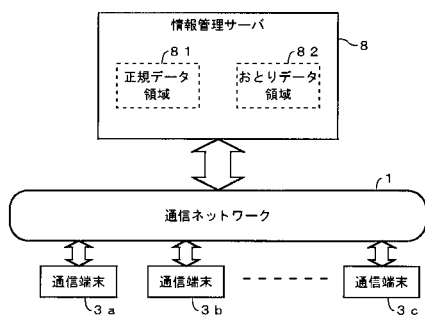 情報管理サーバ
8
81
82
正規データ
領域
おとりデータ
領域
1
通信ネットワーク
通信端末
通信端末
通信端末
3a
3b
3c